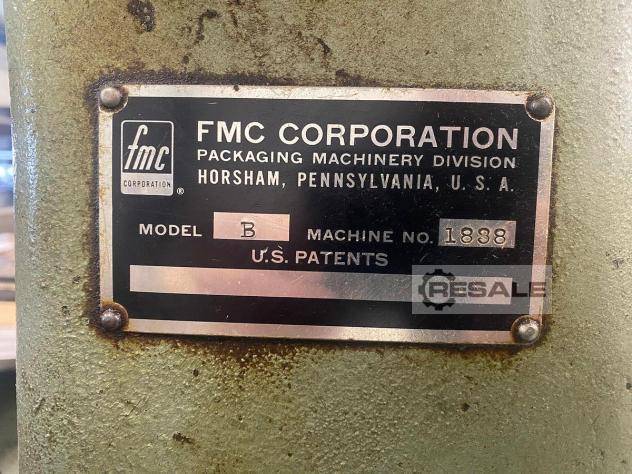 fmc
CORPORATION
®
FMC CORPORATION
PACKAGING MACHINERY DIVISION
HORSHAM, PENNSYLVANIA, U. S. A.
MODEL B MACHINE NO. 1838
U.S. PATENTS
RESALE